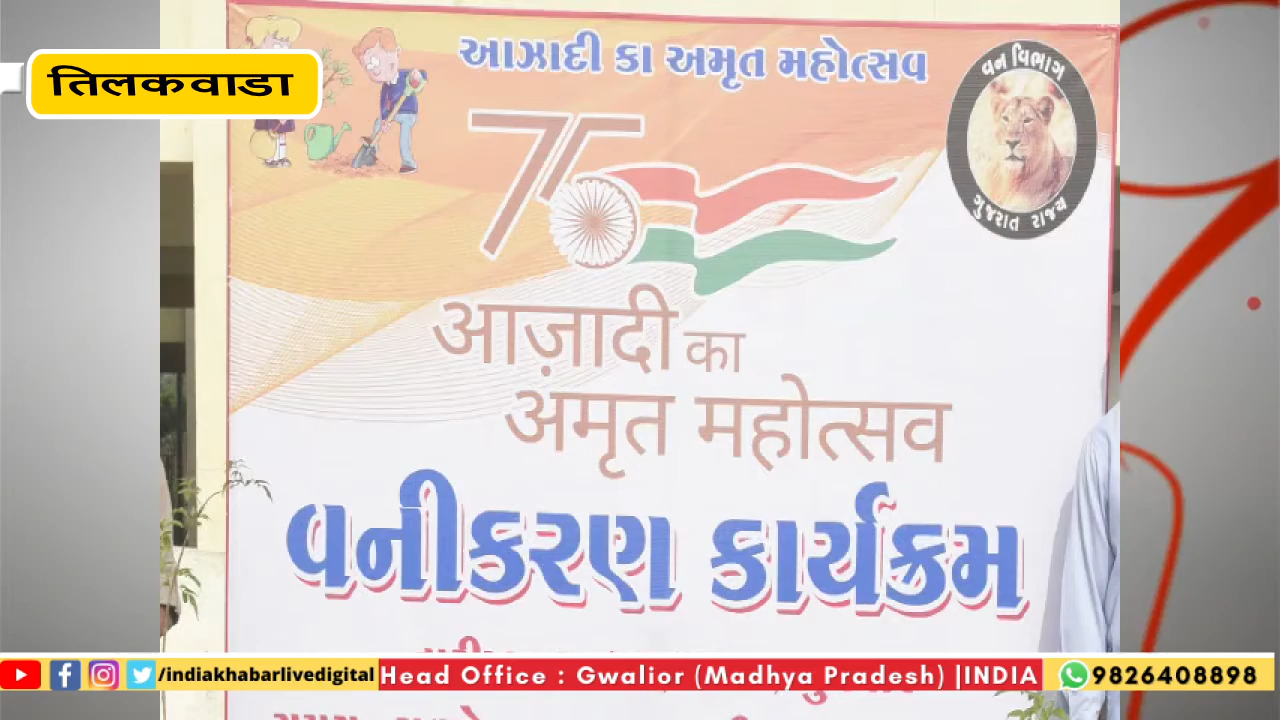 तिलकवाडा
આઝાદી કા અમૃત મહોત્સવ
વન વિભાગ
ગુજરાત રાજ્ય
75
आज़ादी का
अमृत महोत्सव
વનીકરણ કાર્યક્રમ
/indiakhabarlivedigital
Head Office : Gwalior (Madhya Pradesh) |INDIA
9826408898